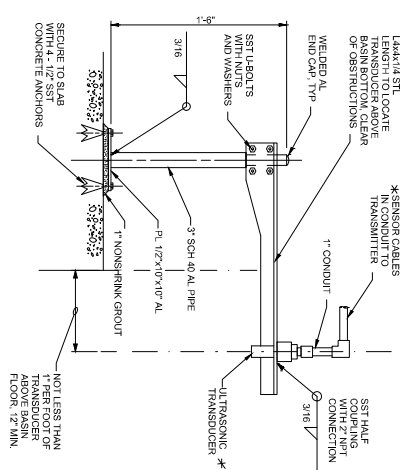 L4x4x1/4 STL
LENGTH TO LOCATE
TRANSDUCER ABOVE
BASIN BOTTOM, CLEAR
OF OBSTRUCTIONS
* SENSOR CABLES
IN CONDUIT TO
TRANSMITTER
WELDED AL
END CAP, TYP
1" CONDUIT
SST HALF
COUPLING
WITH 2" NPT
CONNECTION
3/16
SST U-BOLTS
WITH NUTS
AND WASHERS
1'-6"
3/16
ULTRASONIC
TRANSDUCER *
3" SCH 40 AL PIPE
PL 1/2"x10"x10" AL
1" NONSHRINK GROUT
SECURE TO SLAB
WITH 4 - 1/2" SST
CONCRETE ANCHORS
NOT LESS THAN
1" PER FOOT OF
TRANSDUCER
ABOVE BASIN
FLOOR, 12" MIN.